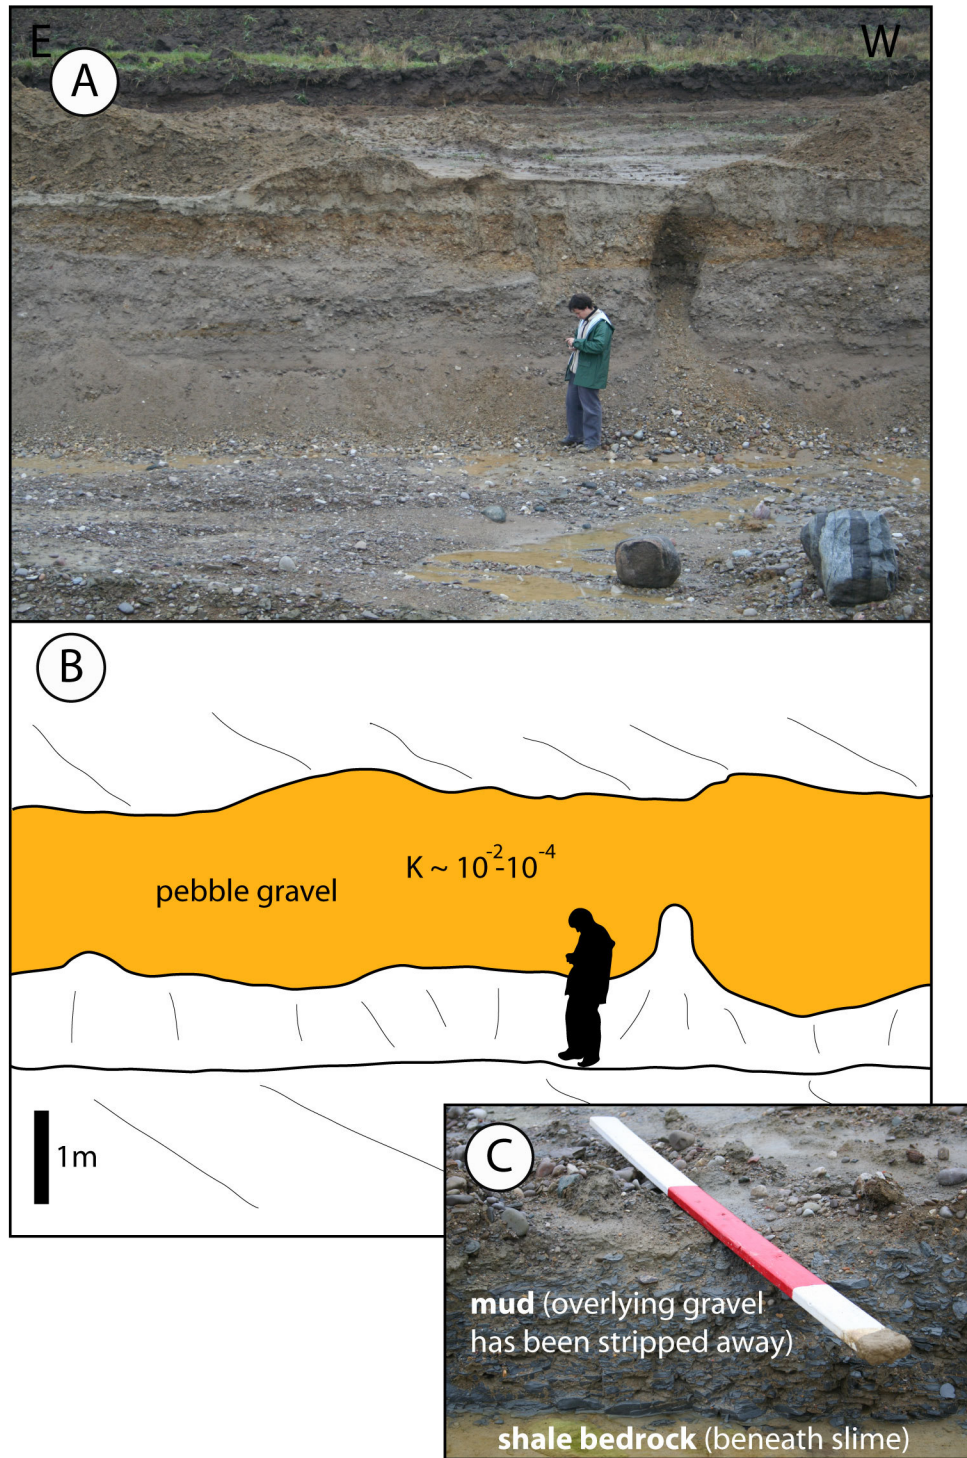 E
W
A
B
K ~ 10⁻²-10⁻⁴
pebble gravel
1m
C
mud (overlying gravel
has been stripped away)
shale bedrock (beneath slime)